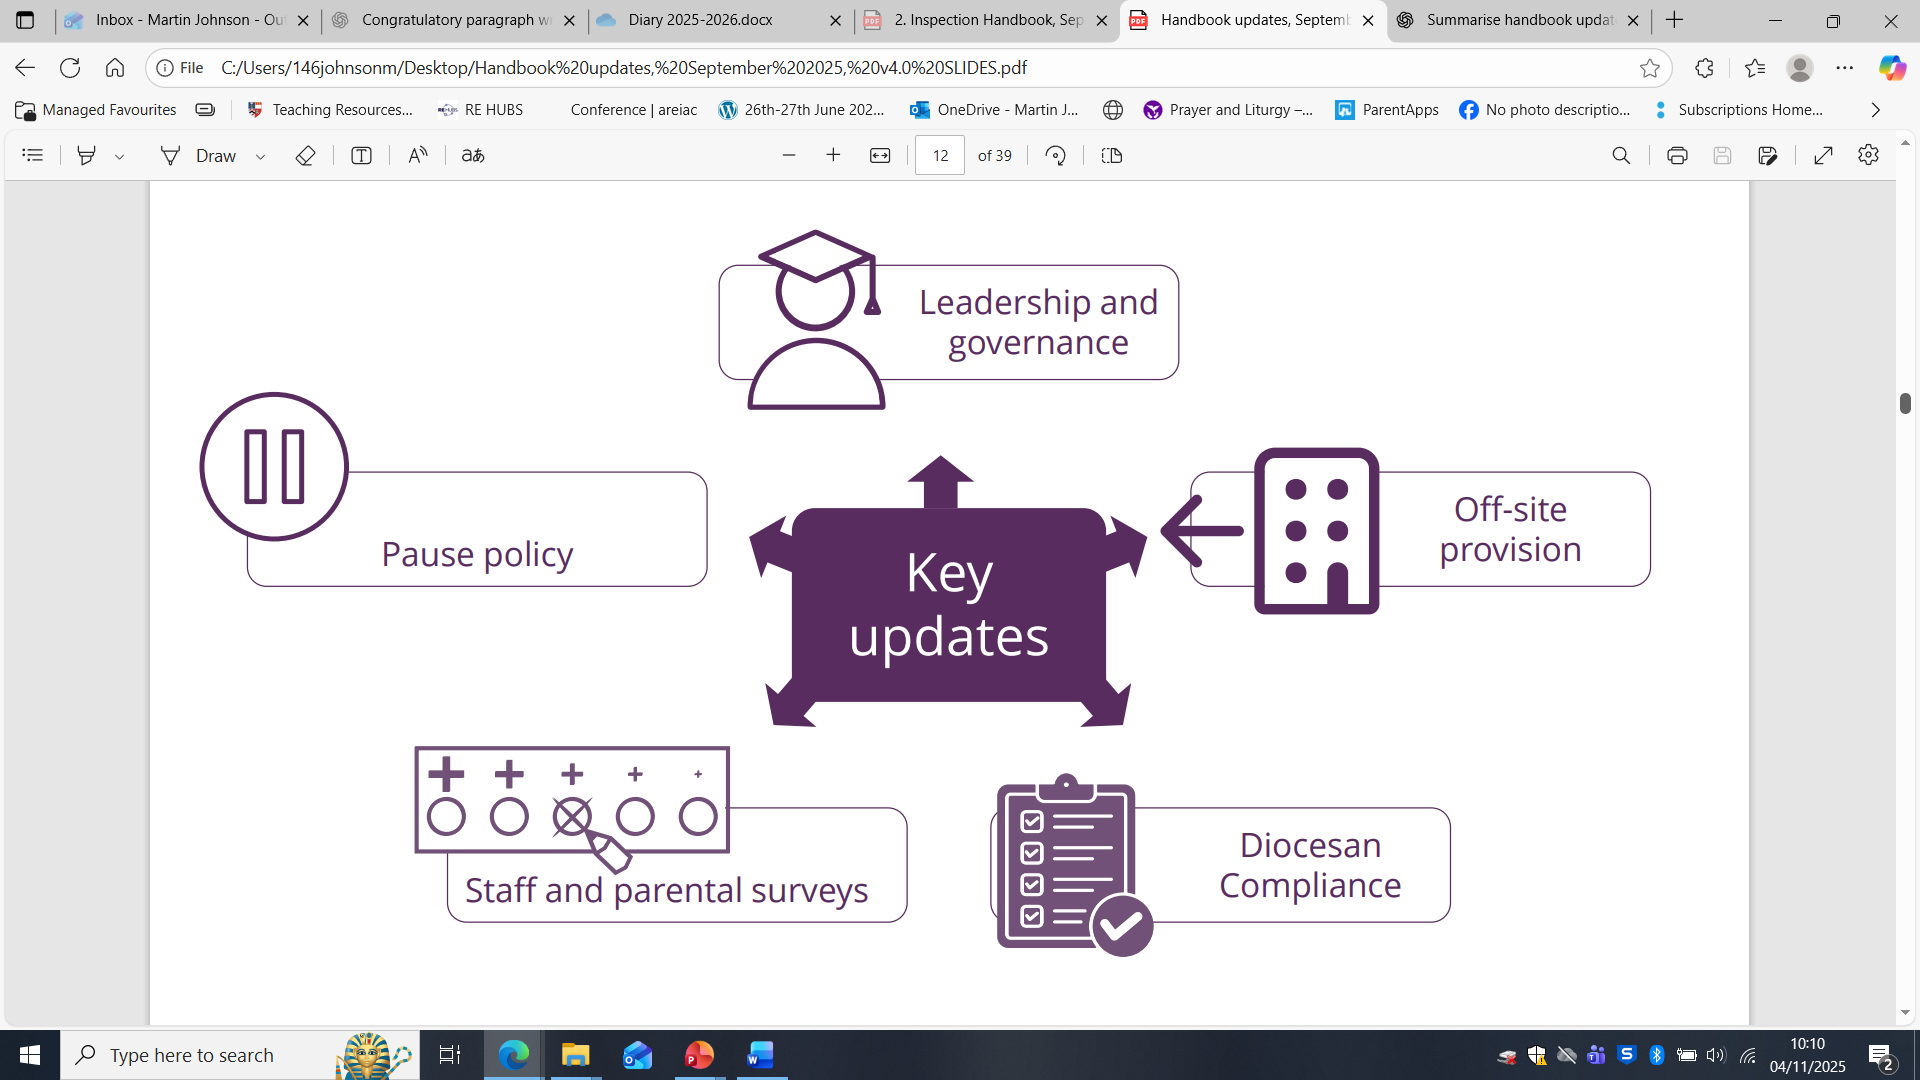 Inbox - Martin Johnson - Ou
Congratulatory paragraph w
Diary 2025-2026.docx
2. Inspection Handbook, Sep
Handbook updates, Septemb
Summarise handbook updat
File
C:/Users/146johnsonm/Desktop/Handbook%20updates,%20September%202025,%20v4.0%20SLIDES.pdf
Managed Favourites
Teaching Resources...
RE HUBS
Conference | areiac
26th-27th June 202...
OneDrive - Martin J...
Prayer and Liturgy –...
ParentApps
No photo descriptio...
Subscriptions Home...
Draw
12
of 39
Leadership and
governance
Pause policy
Off-site
provision
Key
updates
Staff and parental surveys
Diocesan
Compliance
Type here to search
10:10
04/11/2025
2